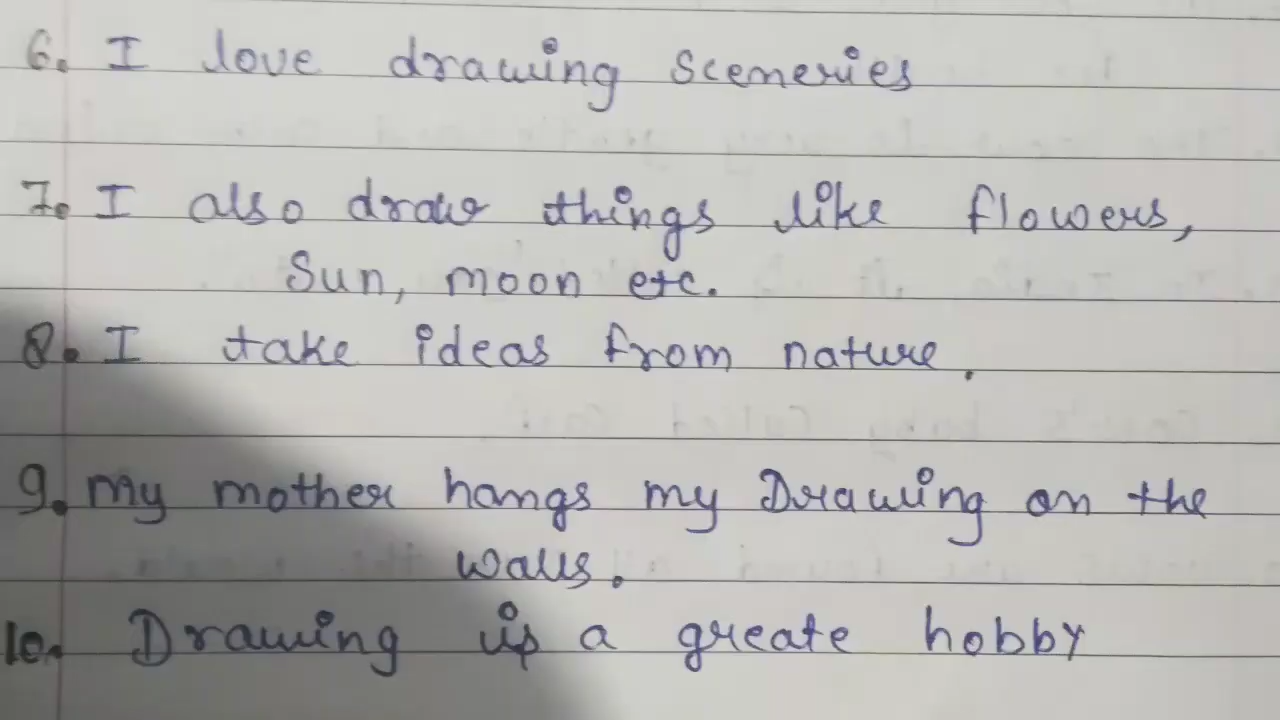 6. I love drawing sceneries
7. I also draw things like flowers,
Sun, moon etc.
8. I take ideas from nature.
9. My mother hangs my Drawing on the
walls.
10. Drawing is a greate hobby